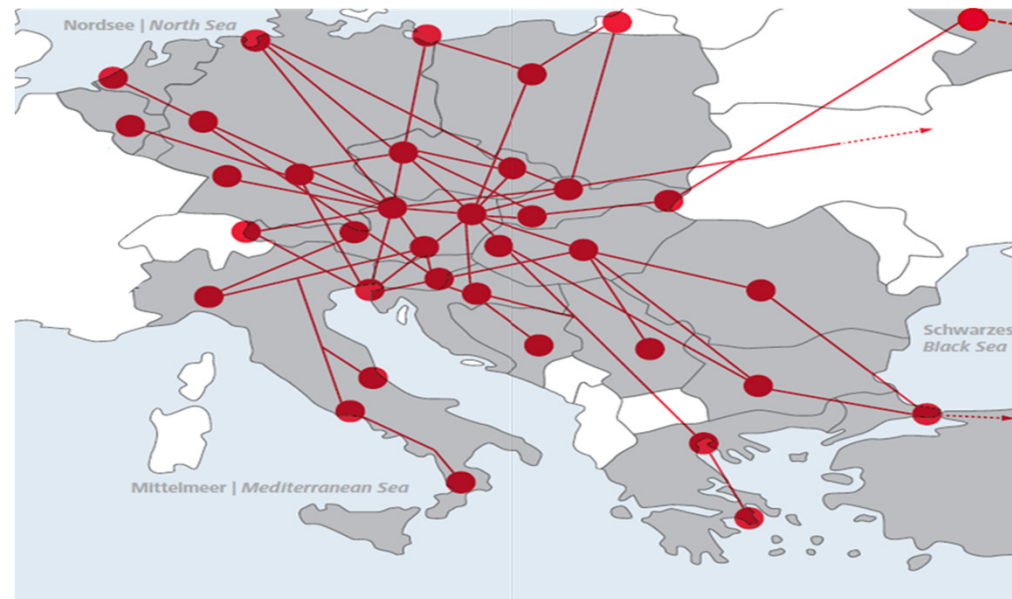 Nordsee | North Sea
Schwarzes
Black Sea
Mittelmeer | Mediterranean Sea